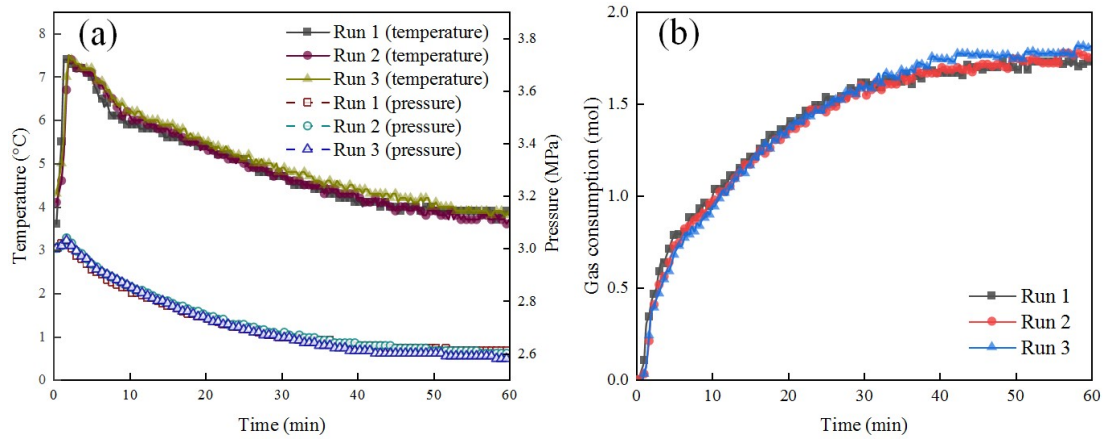 (a)
Run 1 (temperature)
Run 2 (temperature)
Run 3 (temperature)
Run 1 (pressure)
Run 2 (pressure)
Run 3 (pressure)
Temperature (°C)
8
7
6
5
4
3
2
1
0
Pressure (MPa)
3.8
3.6
3.4
3.2
3.0
2.8
2.6
0 10 20 30 40 50 60
Time (min)
(b)
Gas consumption (mol)
2.0
1.5
1.0
0.5
0.0
Run 1
Run 2
Run 3
0 10 20 30 40 50 60
Time (min)